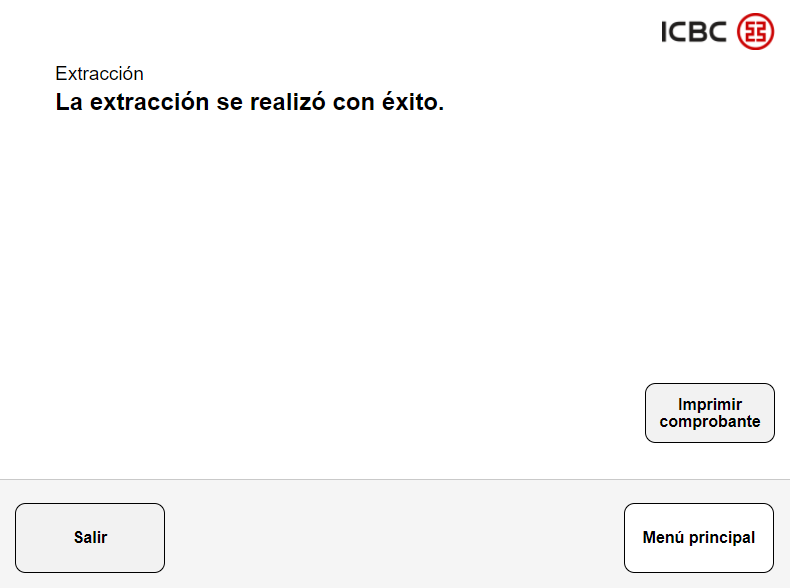 ICBC
Extracción
La extracción se realizó con éxito.
Imprimir
comprobante
Salir
Menú principal